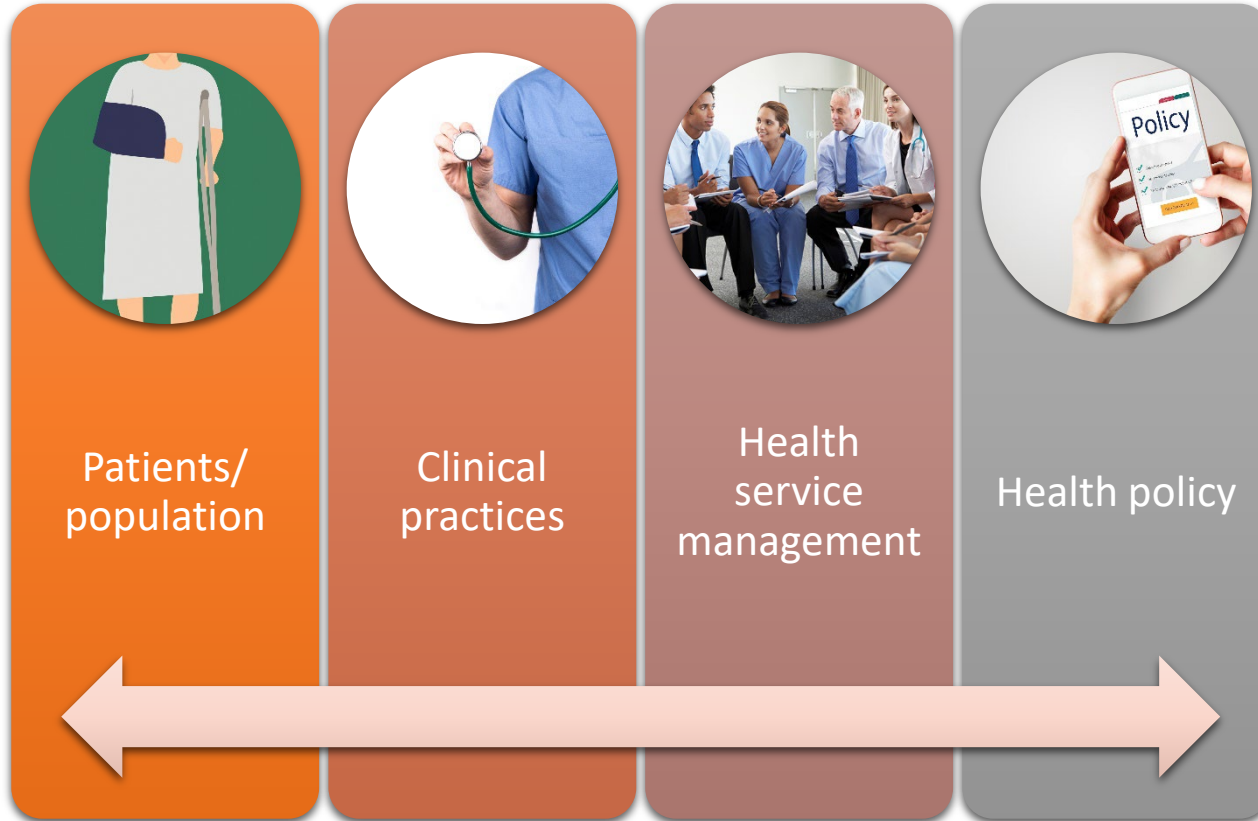 Policy
Patients/
population
Clinical
practices
Health
service
management
Health policy